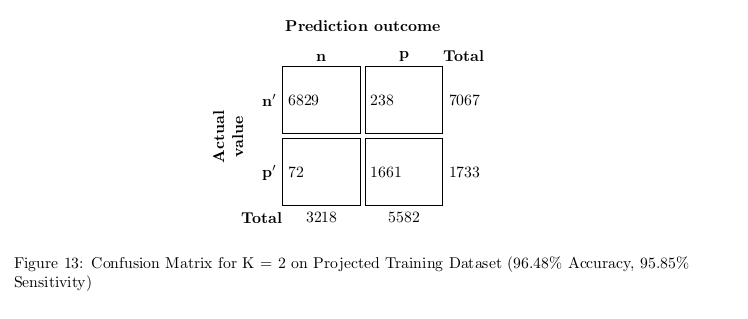 Prediction outcome
n p Total
Actual
value
n′ 6829 238 7067
p′ 72 1661 1733
Total 3218 5582
Figure 13: Confusion Matrix for K = 2 on Projected Training Dataset (96.48% Accuracy, 95.85%
Sensitivity)